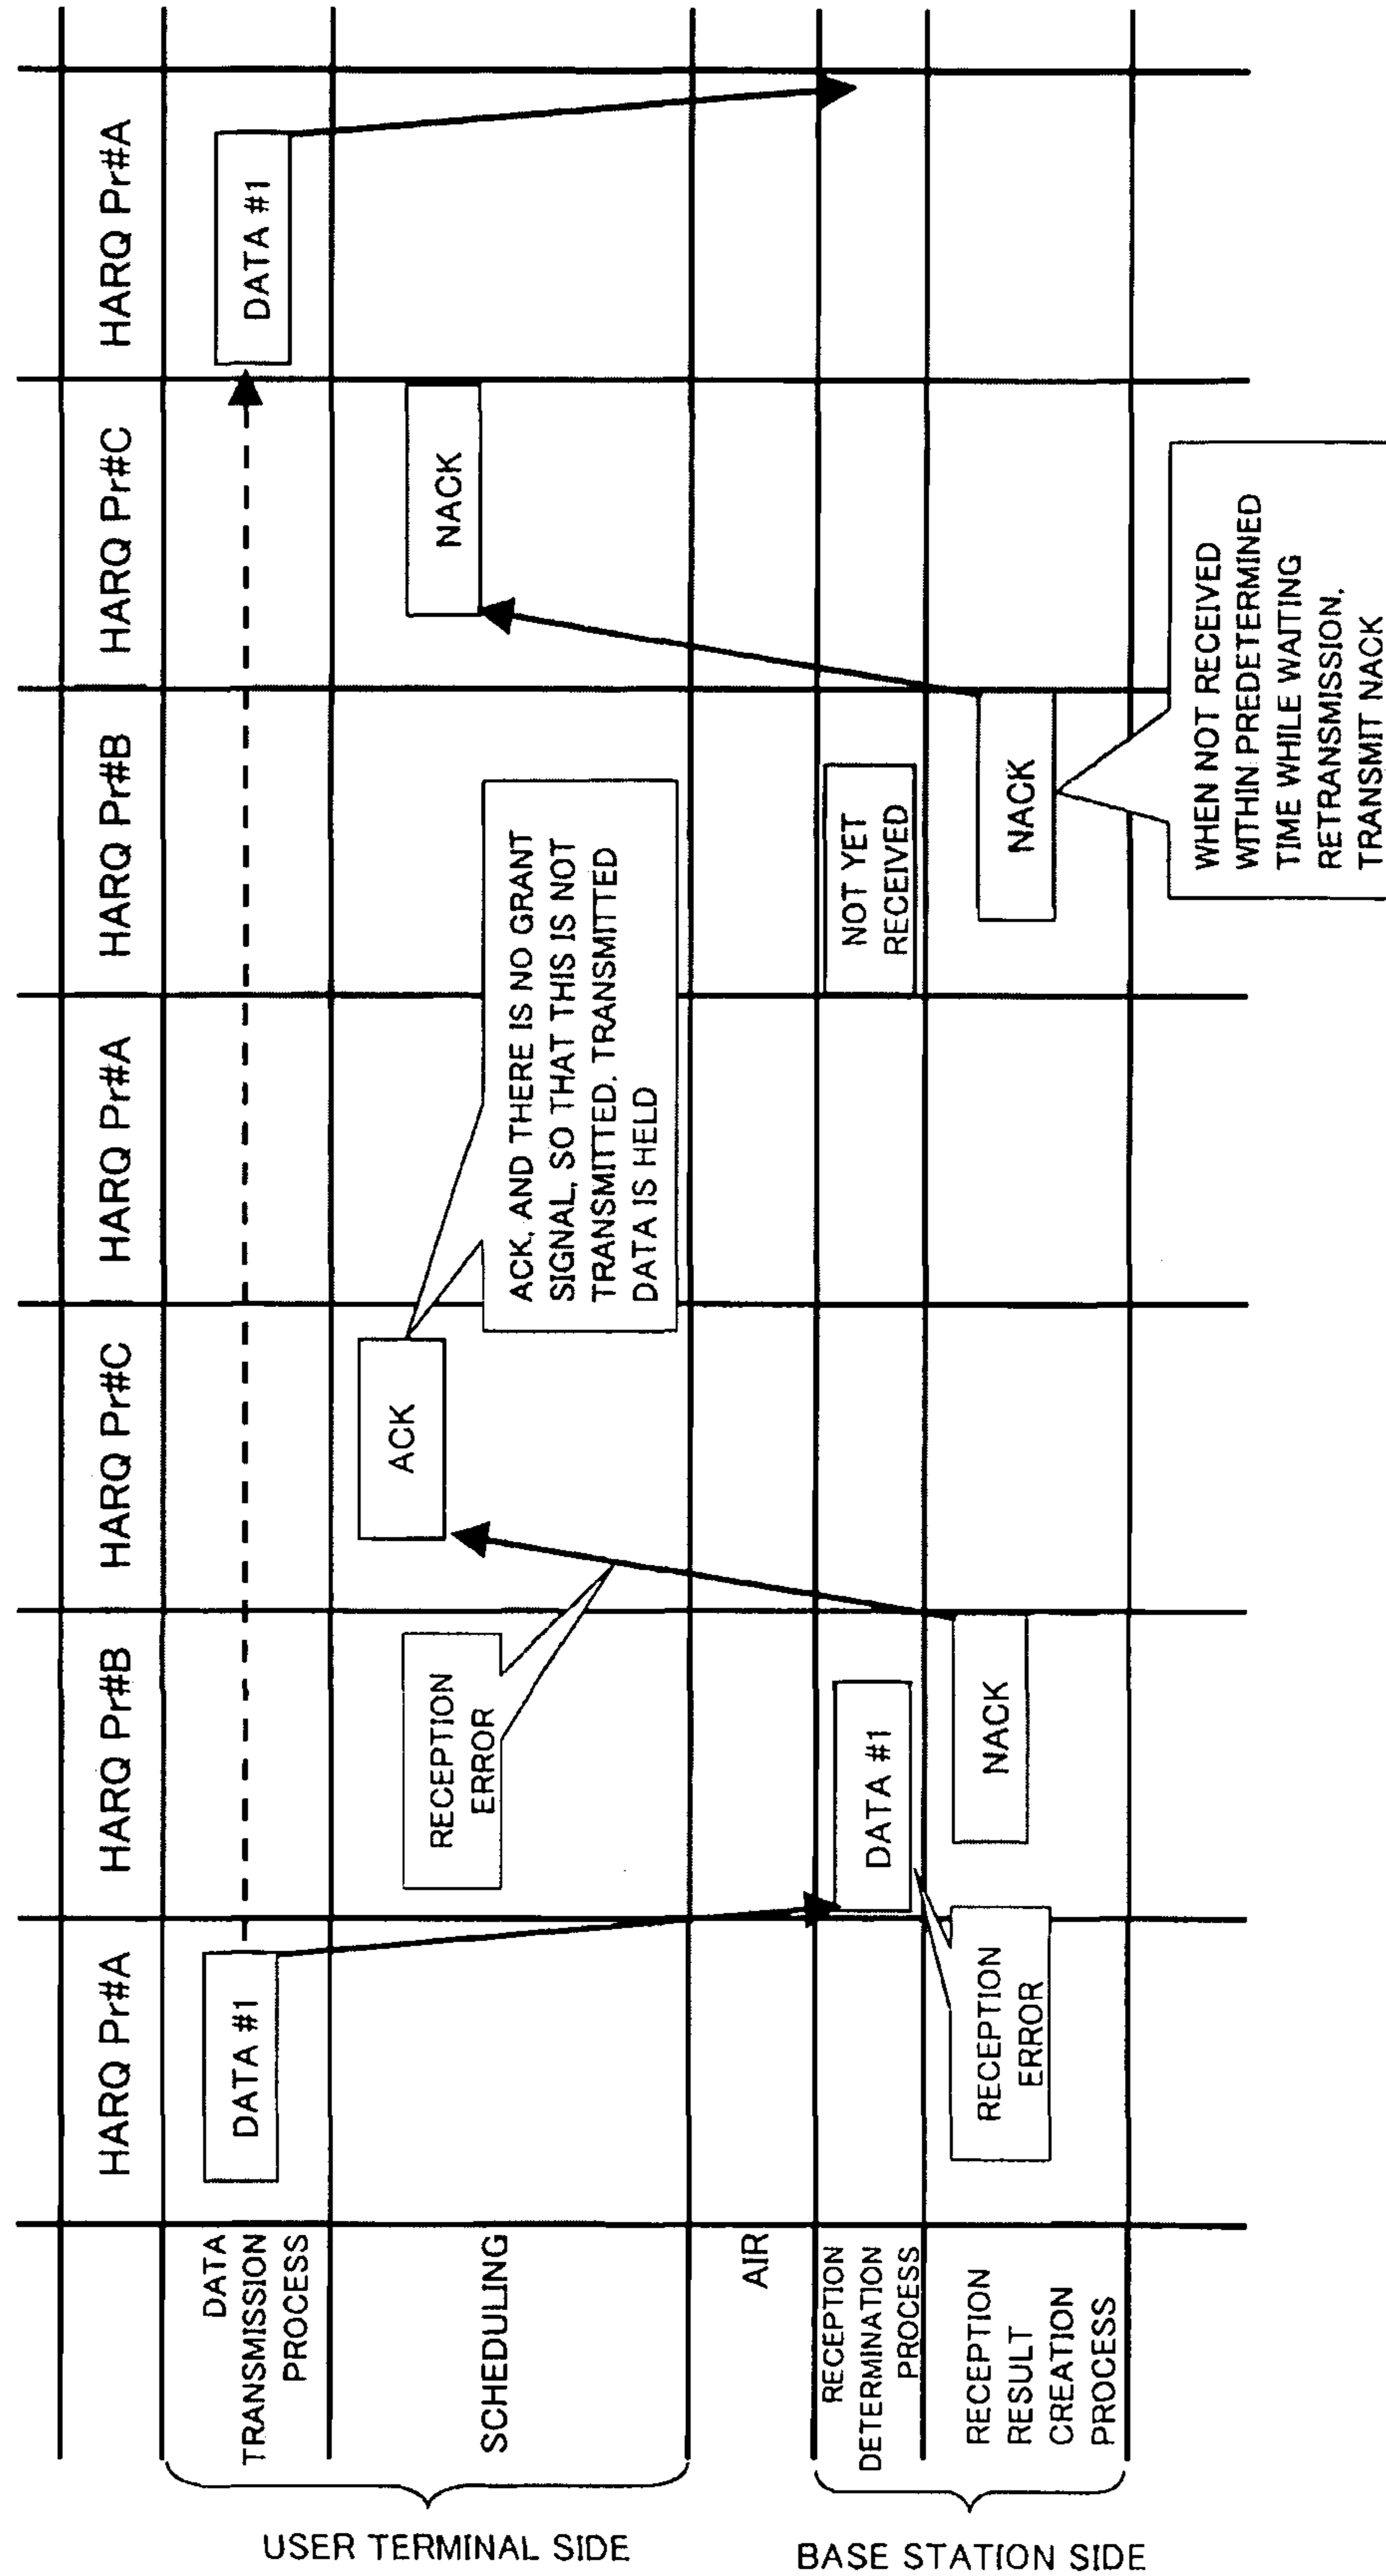 HARQ Pr#A
HARQ Pr#B
HARQ Pr#C
HARQ Pr#A
HARQ Pr#B
HARQ Pr#C
HARQ Pr#A
USER TERMINAL SIDE
DATA
TRANSMISSION
PROCESS
DATA #1
DATA #1
SCHEDULING
RECEPTION
ERROR
ACK
ACK, AND THERE IS NO GRANT
SIGNAL, SO THAT THIS IS NOT
TRANSMITTED. TRANSMITTED
DATA IS HELD
NACK
AIR
BASE STATION SIDE
RECEPTION
DETERMINATION
PROCESS
DATA #1
NOT YET
RECEIVED
RECEPTION
RESULT
CREATION
PROCESS
RECEPTION
ERROR
NACK
NACK
WHEN NOT RECEIVED
WITHIN PREDETERMINED
TIME WHILE WAITING
RETRANSMISSION,
TRANSMIT NACK